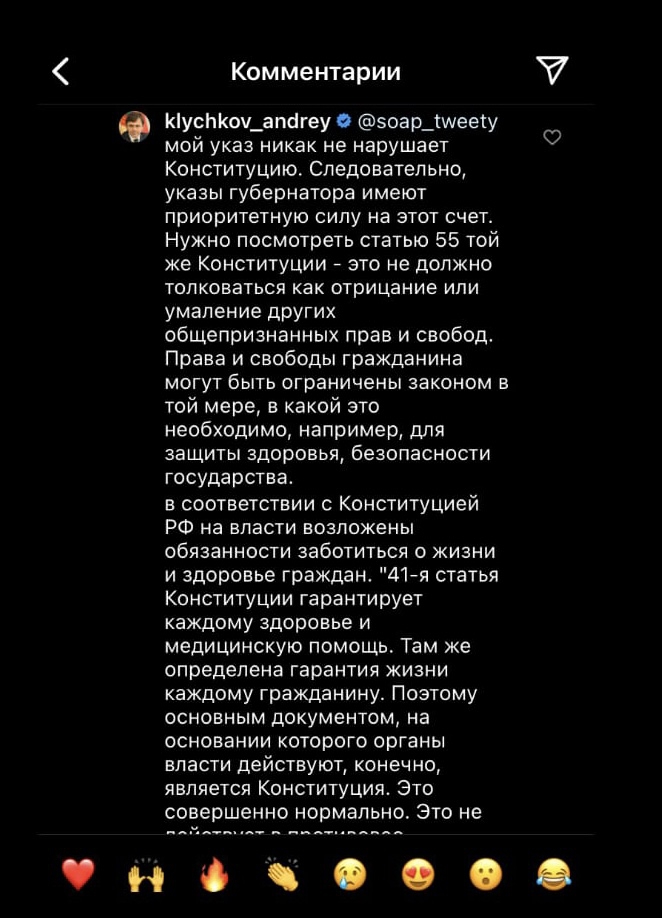 Комментарии
klychkov_andrey @soap_tweety
мой указ никак не нарушает
Конституцию. Следовательно,
указы губернатора имеют
приоритетную силу на этот счет.
Нужно посмотреть статью 55 той
же Конституции - это не должно
толковаться как отрицание или
умаление других
общепризнанных прав и свобод.
Права и свободы гражданина
могут быть ограничены законом в
той мере, в какой это
необходимо, например, для
защиты здоровья, безопасности
государства.
в соответствии с Конституцией
РФ на власти возложены
обязанности заботиться о жизни
и здоровье граждан. "41-я статья
Конституции гарантирует
каждому здоровье и
медицинскую помощь. Там же
определена гарантия жизни
каждому гражданину. Поэтому
основным документом, на
основании которого органы
власти действуют, конечно,
является Конституция. Это
совершенно нормально. Это не